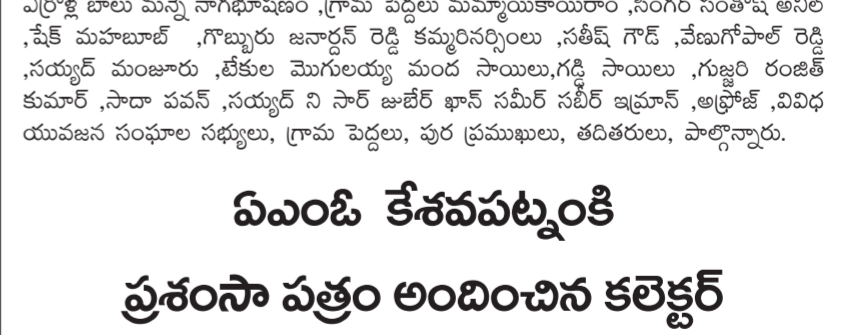 బాలు మన్నె నాగభూషణం ,గ్రామ పెద్దలు సంతోష్ అనిల్
,షేక్ మహబూబ్ ,గొబ్బురు జనార్దన్ రెడ్డి కమ్మరినర్సింలు ,సతీష్ గౌడ్ ,వేణుగోపాల్ రెడ్డి
,సయ్యద్ మంజూరు ,టేకుల మొగులయ్య మంద సాయిలు,గడ్డి సాయిలు ,గుజ్జరి రంజిత్
కుమార్ ,సాదా పవన్ ,సయ్యద్ ని సార్ జుబేర్ ఖాన్ సమీర్ సబీర్ ఇమ్రాన్ ,అఫ్రోజ్ ,వివిధ
యువజన సంఘాల సభ్యులు, గ్రామ పెద్దలు, పుర ప్రముఖులు, తదితరులు, పాల్గొన్నారు.
ఏఎంఓ కేశవపట్నంకి
ప్రశంసా పత్రం అందించిన కలెక్టర్